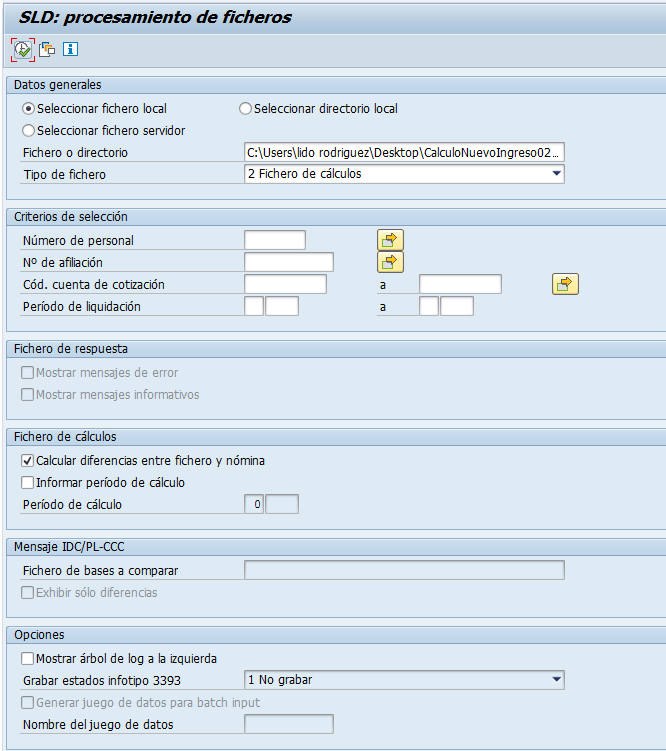 SLD: procesamiento de ficheros
Datos generales
Seleccionar fichero local Seleccionar directorio local
Seleccionar fichero servidor
Fichero o directorio C:\Users\lido rodriguez\Desktop\CalculoNuevoIngreso02...
Tipo de fichero 2 Fichero de cálculos
Criterios de selección
Número de personal
Nº de afiliación
Cód. cuenta de cotización a
Período de liquidación a
Fichero de respuesta
Mostrar mensajes de error
Mostrar mensajes informativos
Fichero de cálculos
Calcular diferencias entre fichero y nómina
Informar período de cálculo
Período de cálculo 0
Mensaje IDC/PL-CCC
Fichero de bases a comparar
Exhibir sólo diferencias
Opciones
Mostrar árbol de log a la izquierda
Grabar estados infotipo 3393 1 No grabar
Generar juego de datos para batch input
Nombre del juego de datos